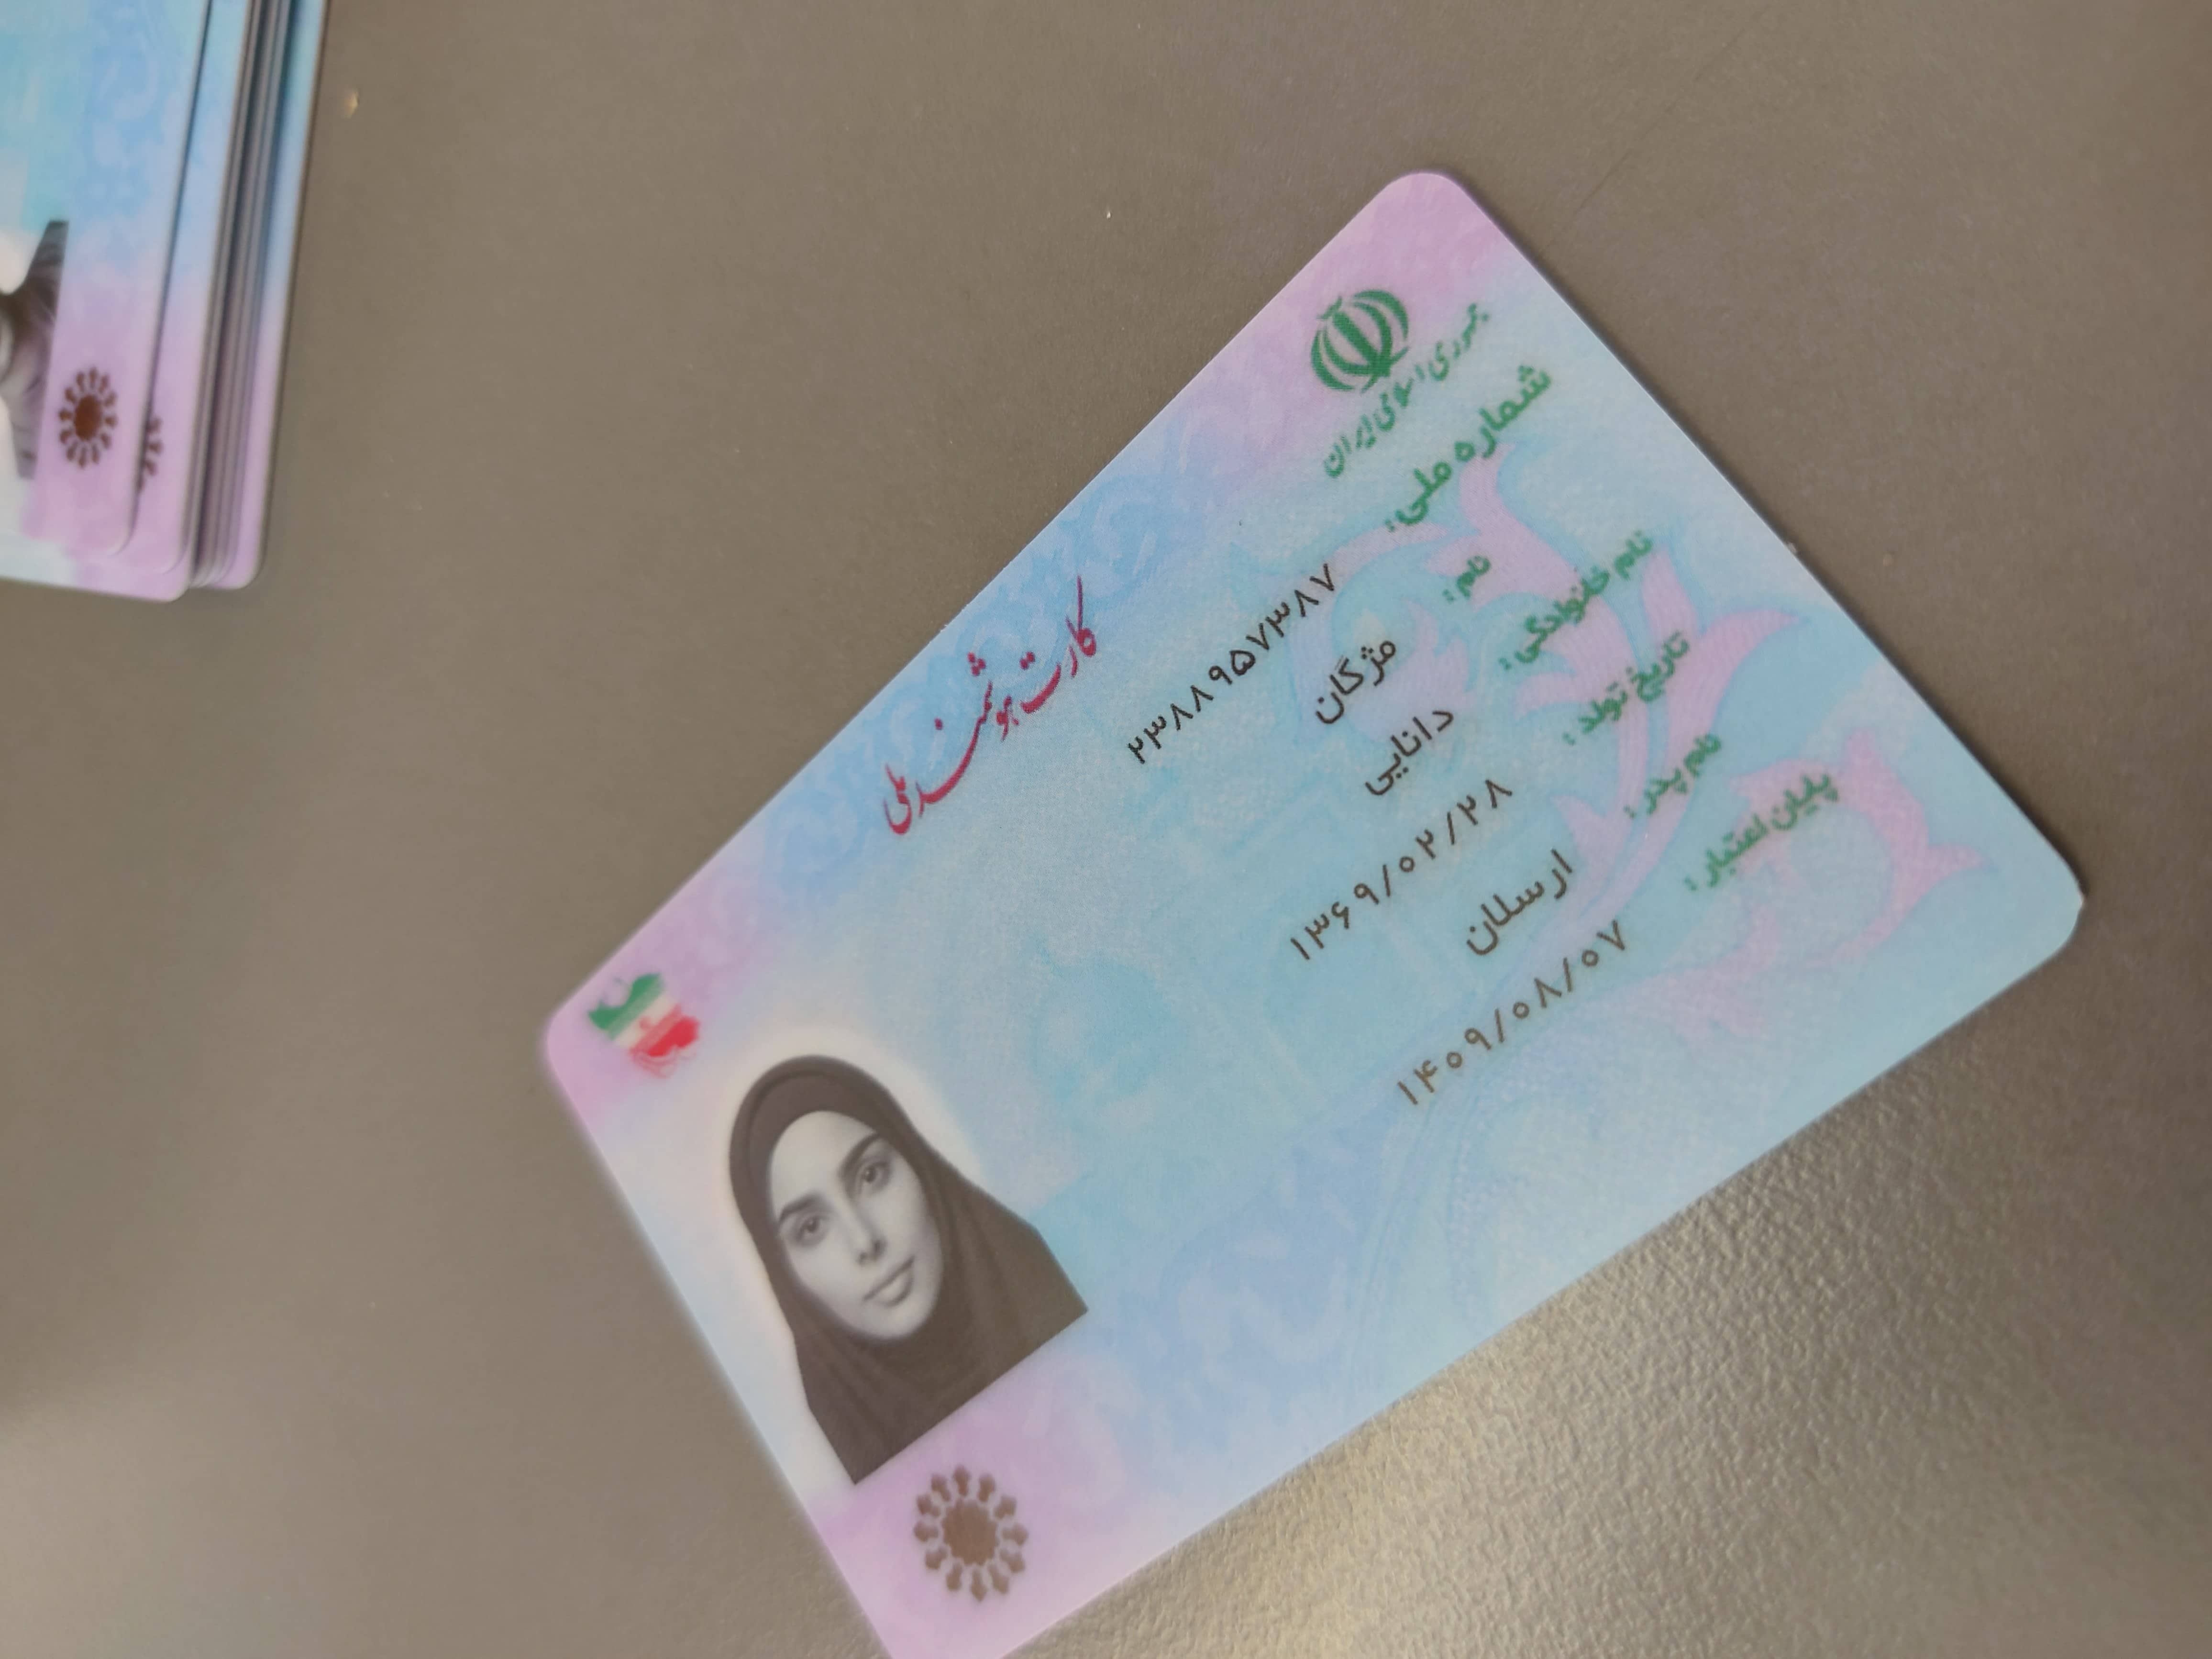 جمهوری اسلامی ایران
کارت هوشمند ملی
شماره ملی: ۲۳۸۸۹۵۷۳۸۷
نام: مژگان
نام خانوادگی: دانایی
تاریخ تولد: ۱۳۶۹/۰۲/۲۸
نام پدر: ارسلان
پایان اعتبار: ۱۴۰۹/۰۸/۰۷